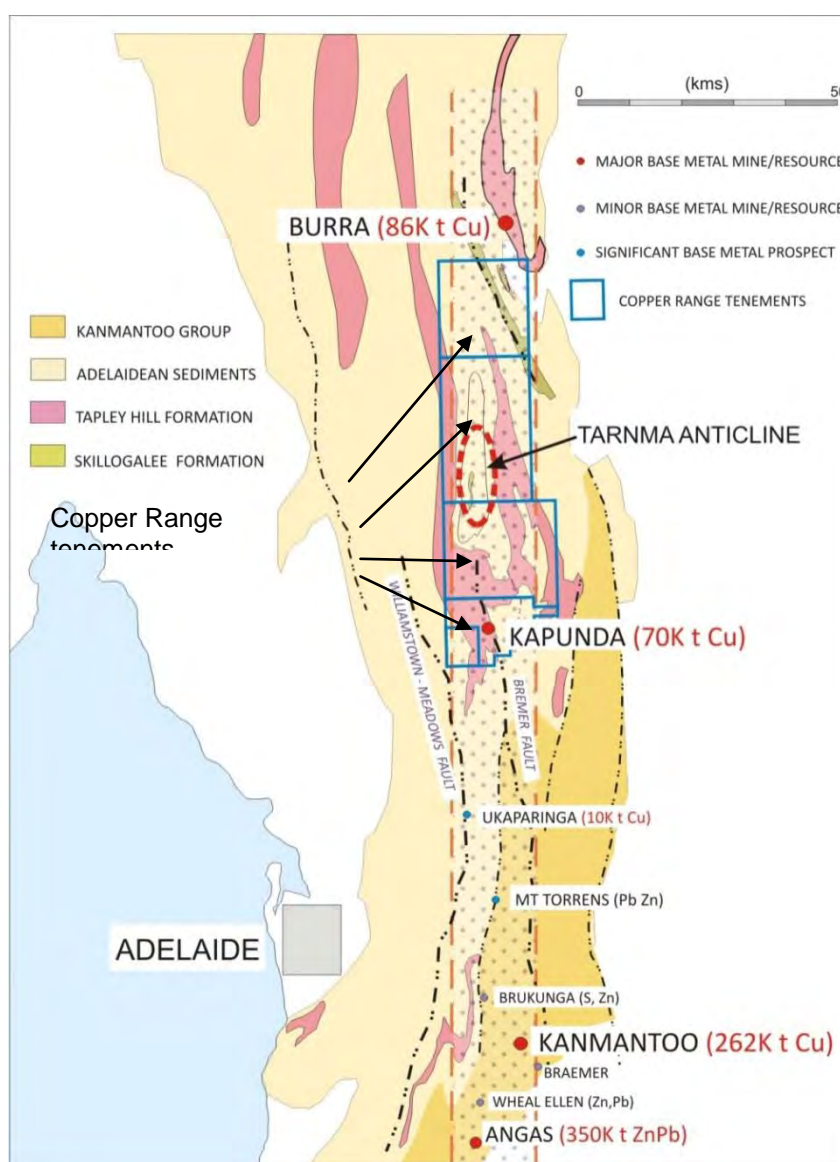 (kms)
0
50
MAJOR BASE METAL MINE/RESOURCE
MINOR BASE METAL MINE/RESOURCE
SIGNIFICANT BASE METAL PROSPECT
COPPER RANGE TENEMENTS
BURRA (86K t Cu)
KANMANTOO GROUP
ADELAIDEAN SEDIMENTS
TAPLEY HILL FORMATION
SKILLOGALEE FORMATION
TARNMA ANTICLINE
Copper Range
tenements
WILLIAMSTOWN - MEADOWS FAULT
KAPUNDA (70K t Cu)
BREMER FAULT
UKAPARINGA (10K t Cu)
MT TORRENS (Pb Zn)
ADELAIDE
BRUKUNGA (S, Zn)
KANMANTOO (262K t Cu)
BRAEMER
WHEAL ELLEN (Zn,Pb)
ANGAS (350K t ZnPb)